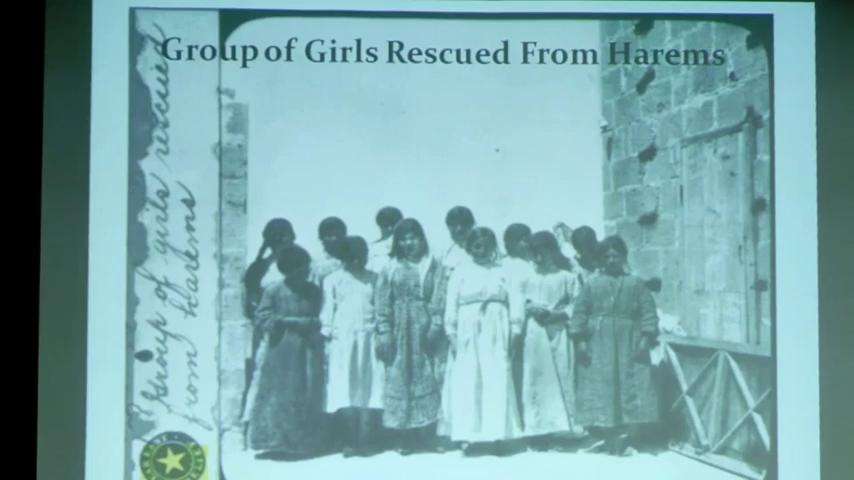 Group of Girls Rescued From Harems
Group of girls rescued
from Harems